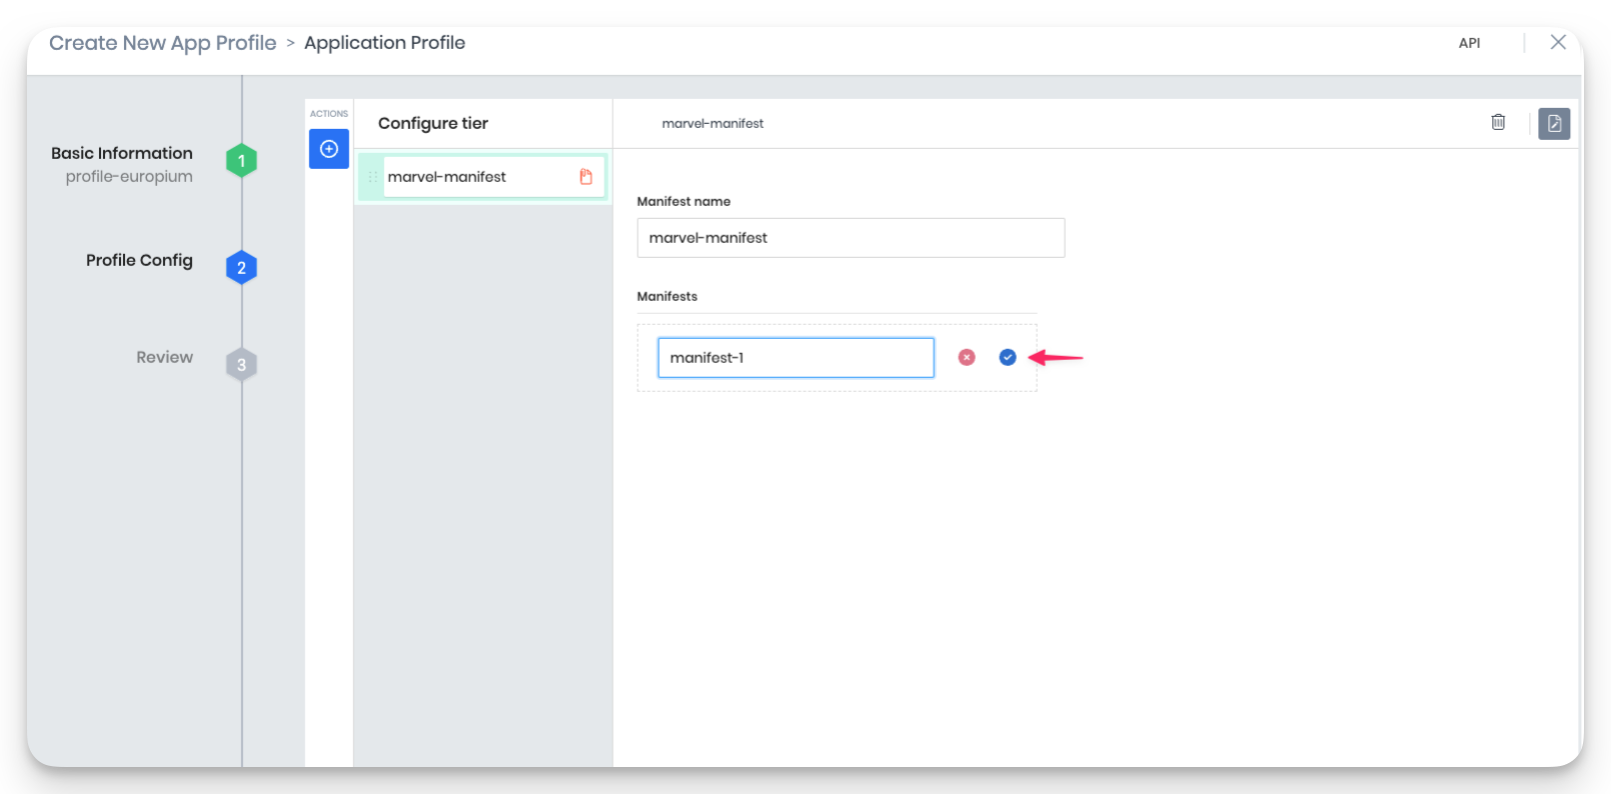 Create New App Profile > Application Profile
API
ACTIONS
Configure tier
marvel-manifest
Basic Information
profile-europium
1
marvel-manifest
Manifest name
marvel-manifest
Profile Config
2
Manifests
manifest-1
Review
3